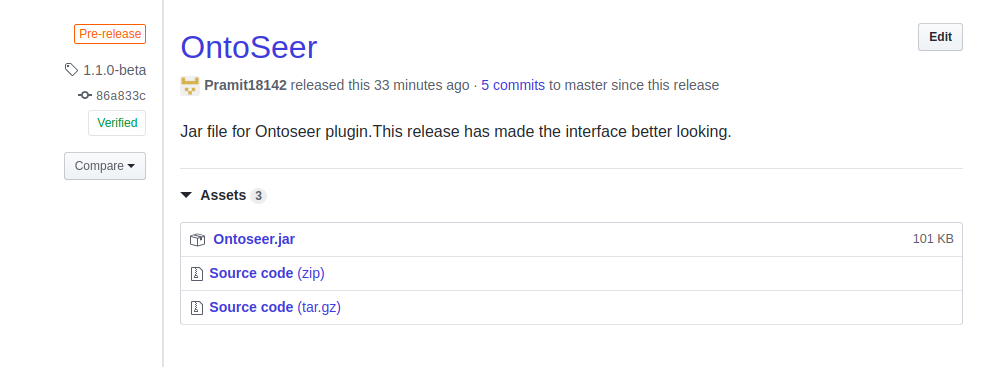 Pre-release
1.1.0-beta
86a833c
Verified
Compare
OntoSeer
Edit
Pramit18142 released this 33 minutes ago · 5 commits to master since this release
Jar file for Ontoseer plugin.This release has made the interface better looking.
Assets 3
Ontoseer.jar 101 KB
Source code (zip)
Source code (tar.gz)